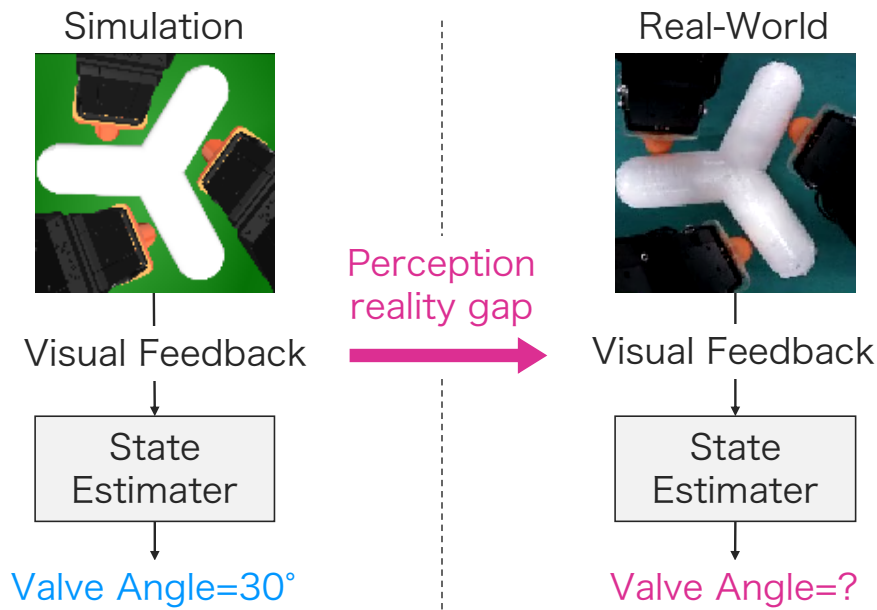 Simulation
Visual Feedback
State
Estimater
Valve Angle=30°
Perception
reality gap
Real-World
Visual Feedback
State
Estimater
Valve Angle=?